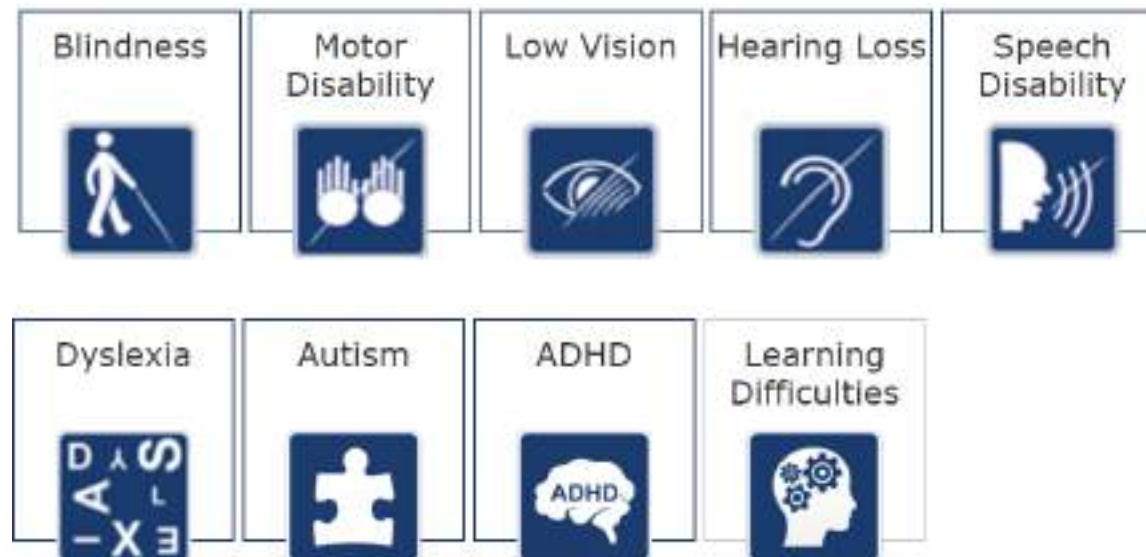 Blindness
Motor
Disability
Low Vision
Hearing Loss
Speech
Disability
Dyslexia
Autism
ADHD
Learning
Difficulties
D Y S
A L
I X E
ADHD